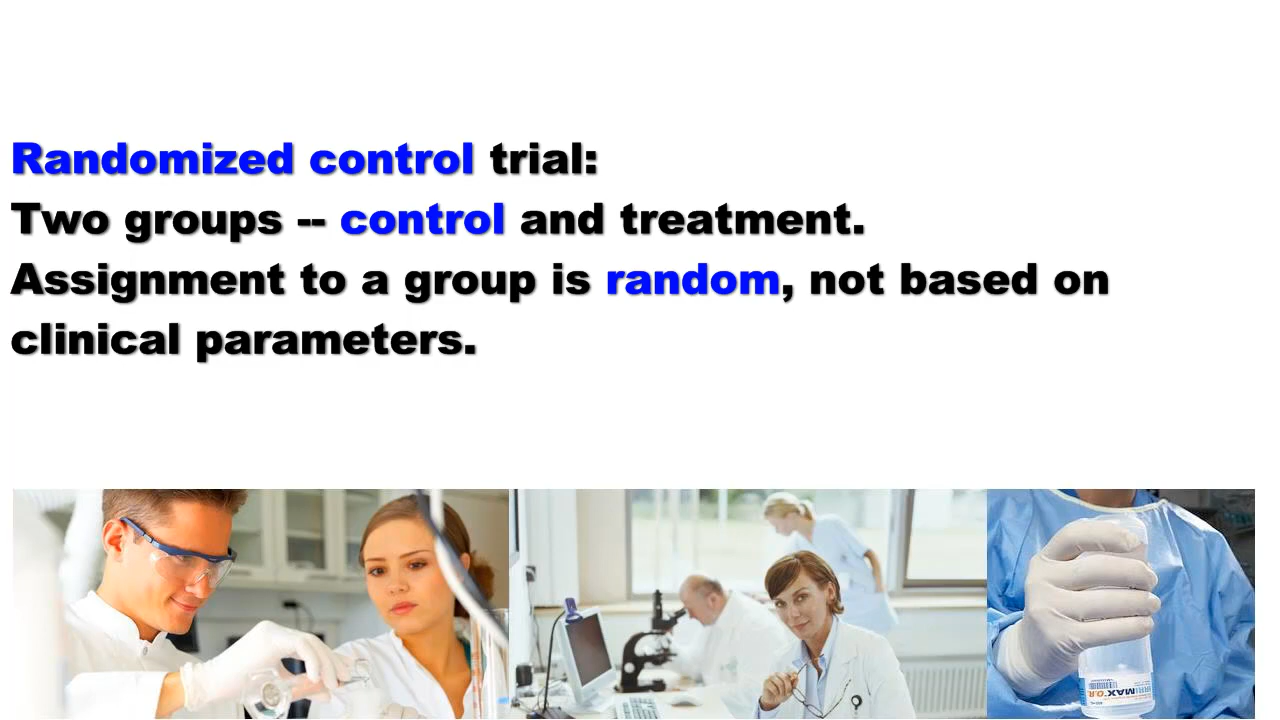 Randomized control trial:
Two groups -- control and treatment.
Assignment to a group is random, not based on
clinical parameters.